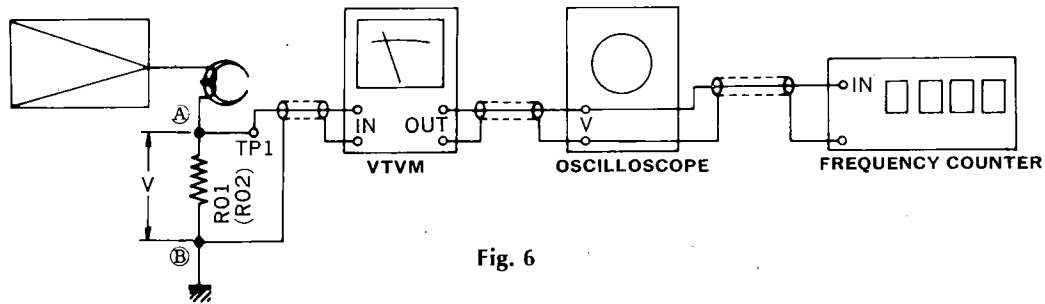 Ⓐ
TP1
V
R01
(R02)
Ⓑ
IN
OUT
VTVM
V
OSCILLOSCOPE
IN
FREQUENCY COUNTER
Fig. 6